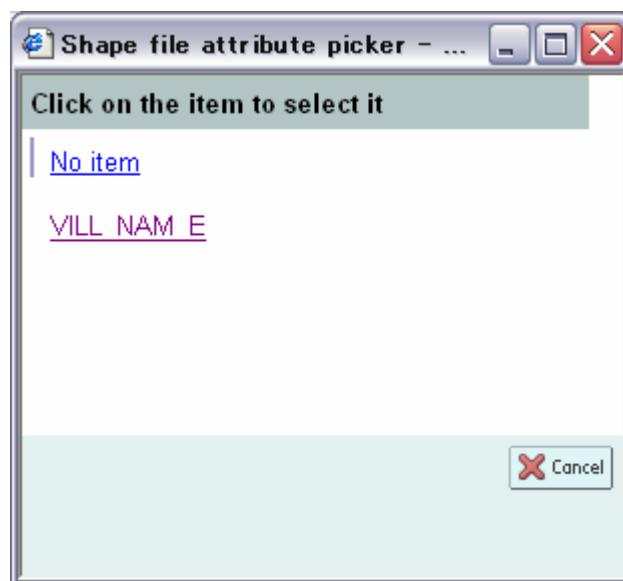 Shape file attribute picker - ...
Click on the item to select it
No item
VILL_NAM_E
Cancel